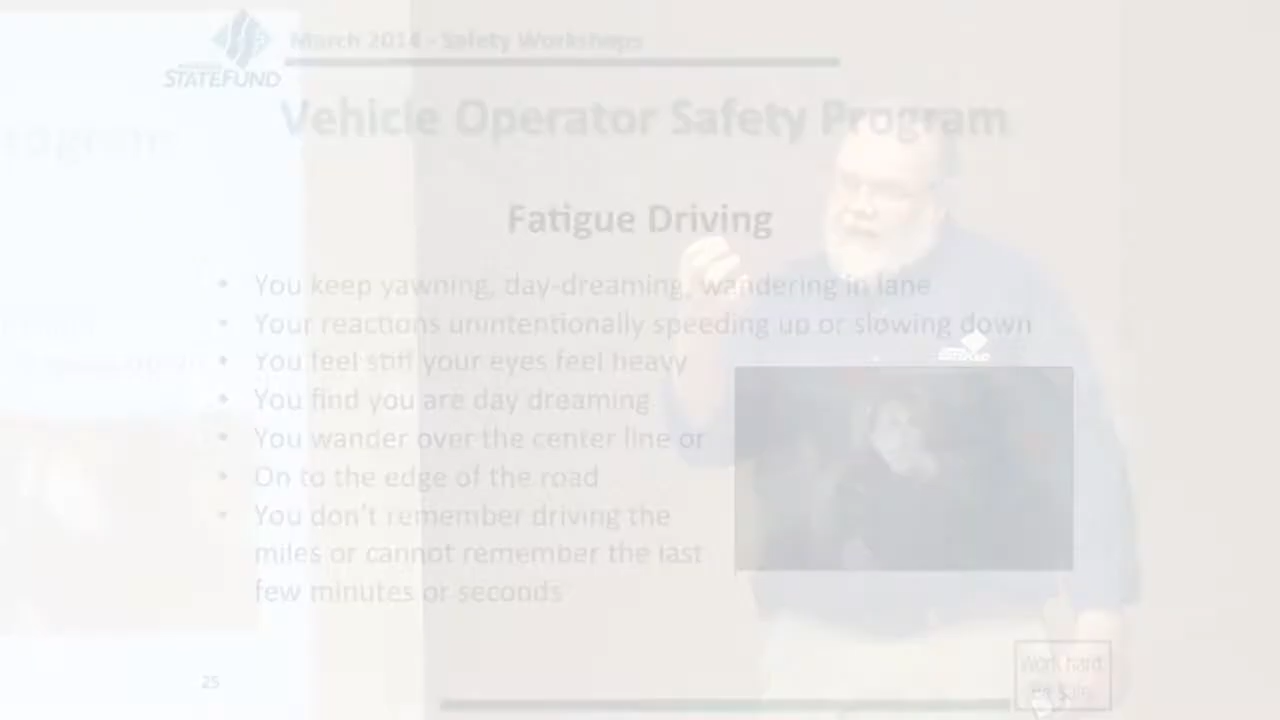 March 2014 - Safety Workshops
STATEFUND
Vehicle Operator Safety Program
Fatigue Driving
• You keep yawning, day-dreaming, wandering in lane
• Your reactions unintentionally speeding up or slowing down
• You feel stiff your eyes feel heavy
• You find you are day dreaming
• You wander over the center line or
• On to the edge of the road
• You don't remember driving the
miles or cannot remember the last
few minutes or seconds
Work hard
Be Safe
25